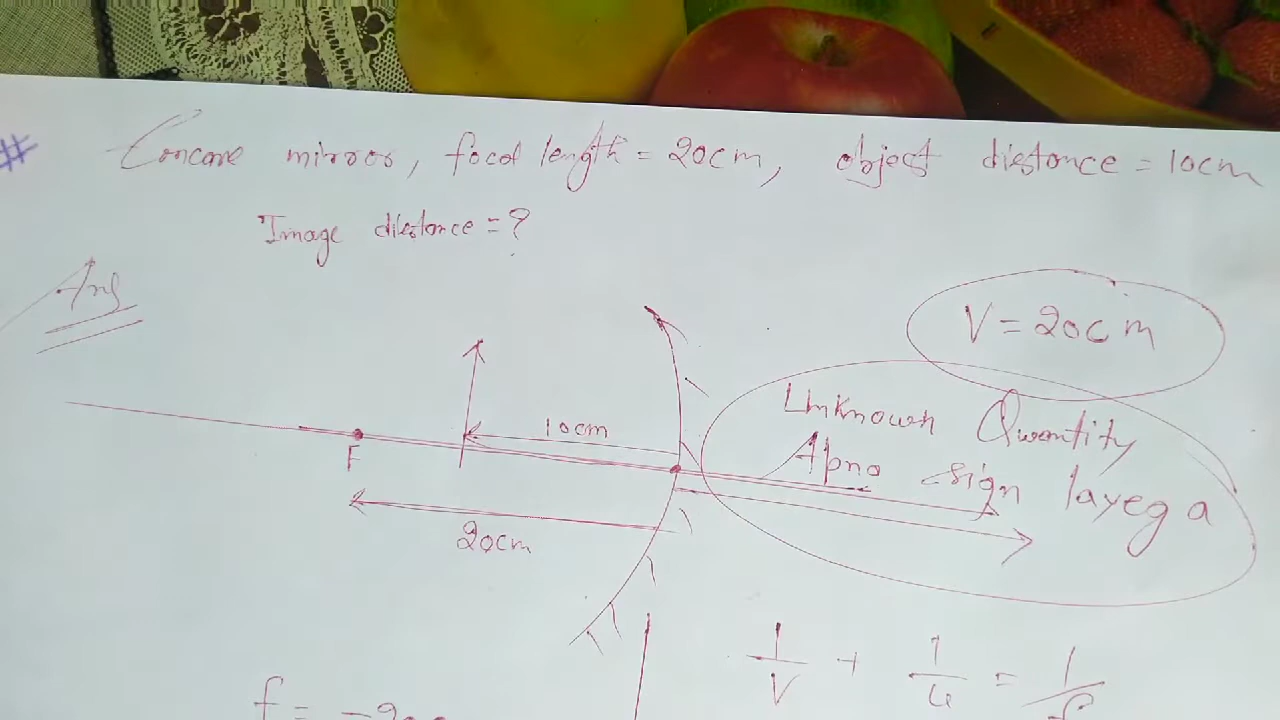 # Concave mirror, focal length = 20cm, object distance = 10cm
Image distance = ?
Ans
V = 20cm
Unknown Quantity
Apna sign layega
10cm
F
20cm
1/V + 1/u = 1/f
f = -20